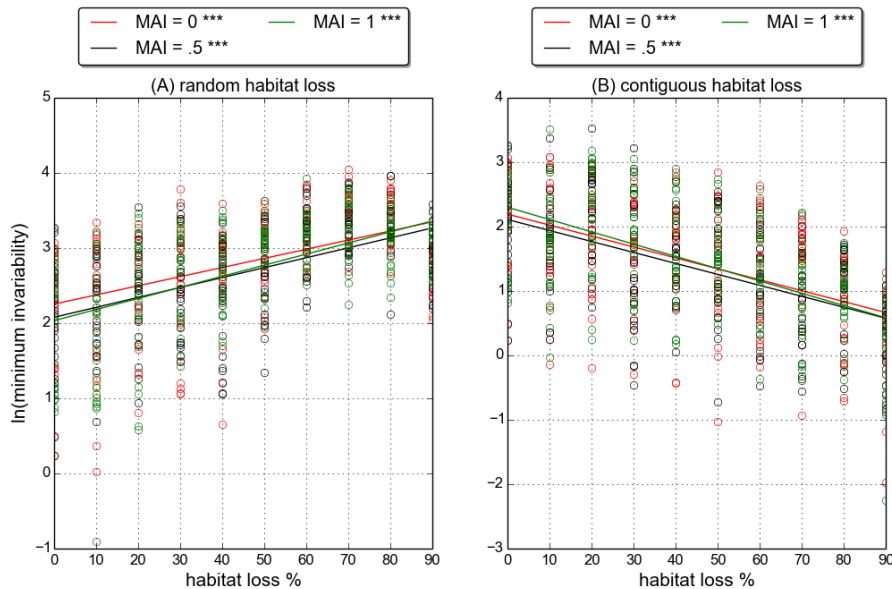 MAI = 0 ***
MAI = 1 ***
MAI = .5 ***
MAI = 0 ***
MAI = 1 ***
MAI = .5 ***
(A) random habitat loss
(B) contiguous habitat loss
ln(minimum invariability)
5
4
3
2
1
0
−1
4
3
2
1
0
−1
−2
−3
0 10 20 30 40 50 60 70 80 90
0 10 20 30 40 50 60 70 80 90
habitat loss %
habitat loss %